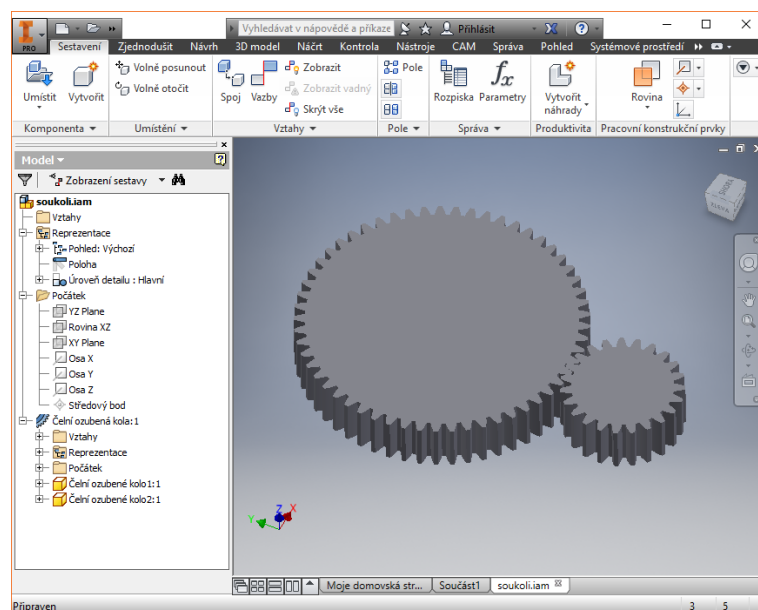 PRO
Vyhledávat v nápovědě a příkaze
Přihlásit
Sestavení Zjednodušit Návrh 3D model Náčrt Kontrola Nástroje CAM Správa Pohled Systémové prostředí
Umístit Vytvořit
Volně posunout
Volně otočit
Spoj Vazby
Zobrazit
Zobrazit vadný
Skrýt vše
Pole
Rozpiska Parametry
Vytvořit náhrady
Rovina
Komponenta Umístění Vztahy Pole Správa Produktivita Pracovní konstrukční prvky
Model
Zobrazení sestavy
soukoli.iam
Vztahy
Reprezentace
Pohled: Výchozí
Poloha
Úroveň detailu : Hlavní
Počátek
YZ Plane
Rovina XZ
XY Plane
Osa X
Osa Y
Osa Z
Středový bod
Čelní ozubená kola:1
Vztahy
Reprezentace
Počátek
Čelní ozubené kolo1:1
Čelní ozubené kolo2:1
Z
Y X
Moje domovská str... Součást1 soukoli.iam
Připraven
3 5